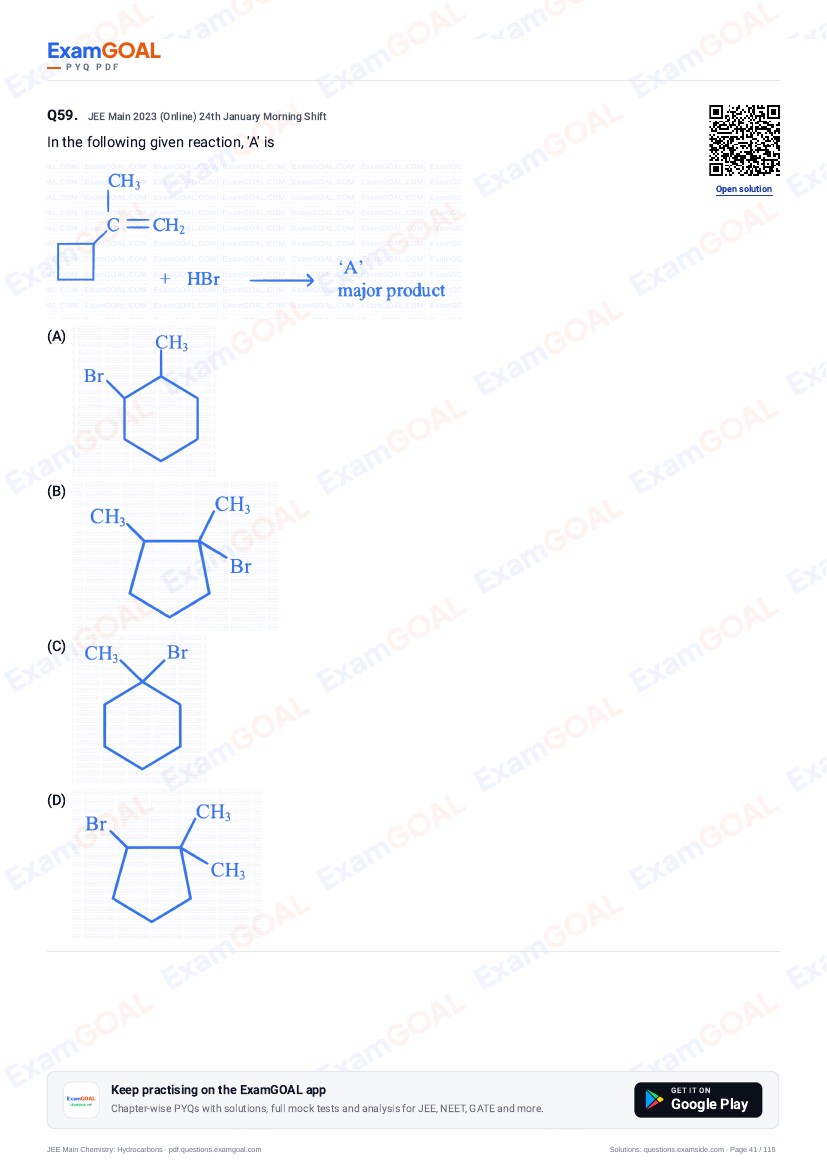 ExamGOAL
PYQ PDF
Q59. JEE Main 2023 (Online) 24th January Morning Shift
In the following given reaction, 'A' is
Open solution
CH₃
C = CH₂
+ HBr ⟶ 'A'
major product
(A)
CH₃
Br
(B)
CH₃
CH₃
Br
(C)
CH₃ Br
(D)
CH₃
Br
CH₃
Keep practising on the ExamGOAL app
Chapter-wise PYQs with solutions, full mock tests and analysis for JEE, NEET, GATE and more.
GET IT ON
Google Play
JEE Main Chemistry: Hydrocarbons · pdf.questions.examgoal.com
Solutions: questions.examside.com · Page 41 / 115